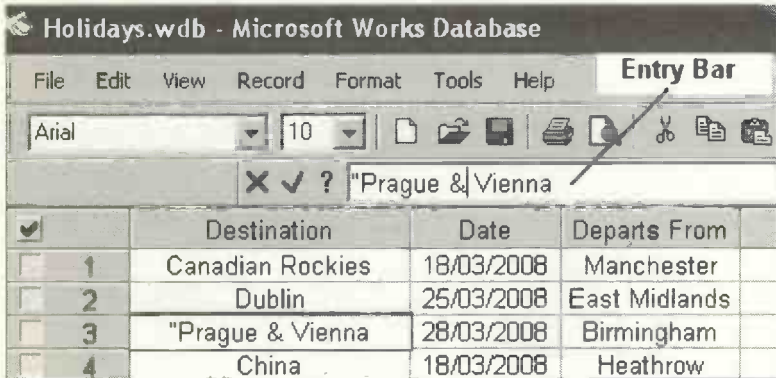 Holidays.wdb - Microsoft Works Database
File Edit View Record Format Tools Help
Entry Bar
Arial 10
? "Prague & Vienna
Destination Date Departs From
1 Canadian Rockies 18/03/2008 Manchester
2 Dublin 25/03/2008 East Midlands
3 "Prague & Vienna 28/03/2008 Birmingham
4 China 18/03/2008 Heathrow